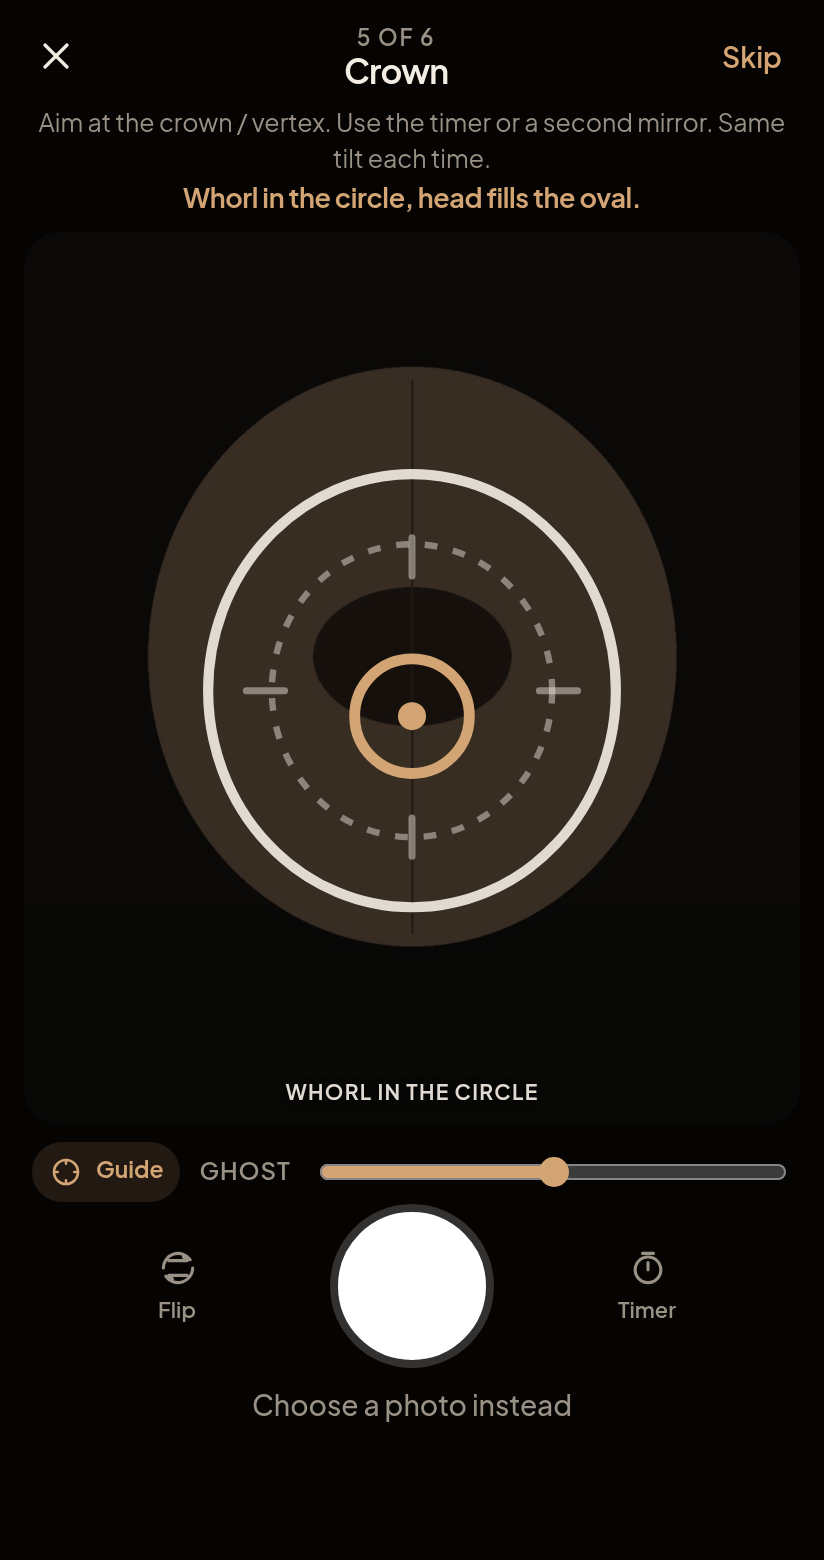 5 OF 6
Crown
Skip
Aim at the crown / vertex. Use the timer or a second mirror. Same
tilt each time.
Whorl in the circle, head fills the oval.
WHORL IN THE CIRCLE
Guide
GHOST
Flip
Timer
Choose a photo instead